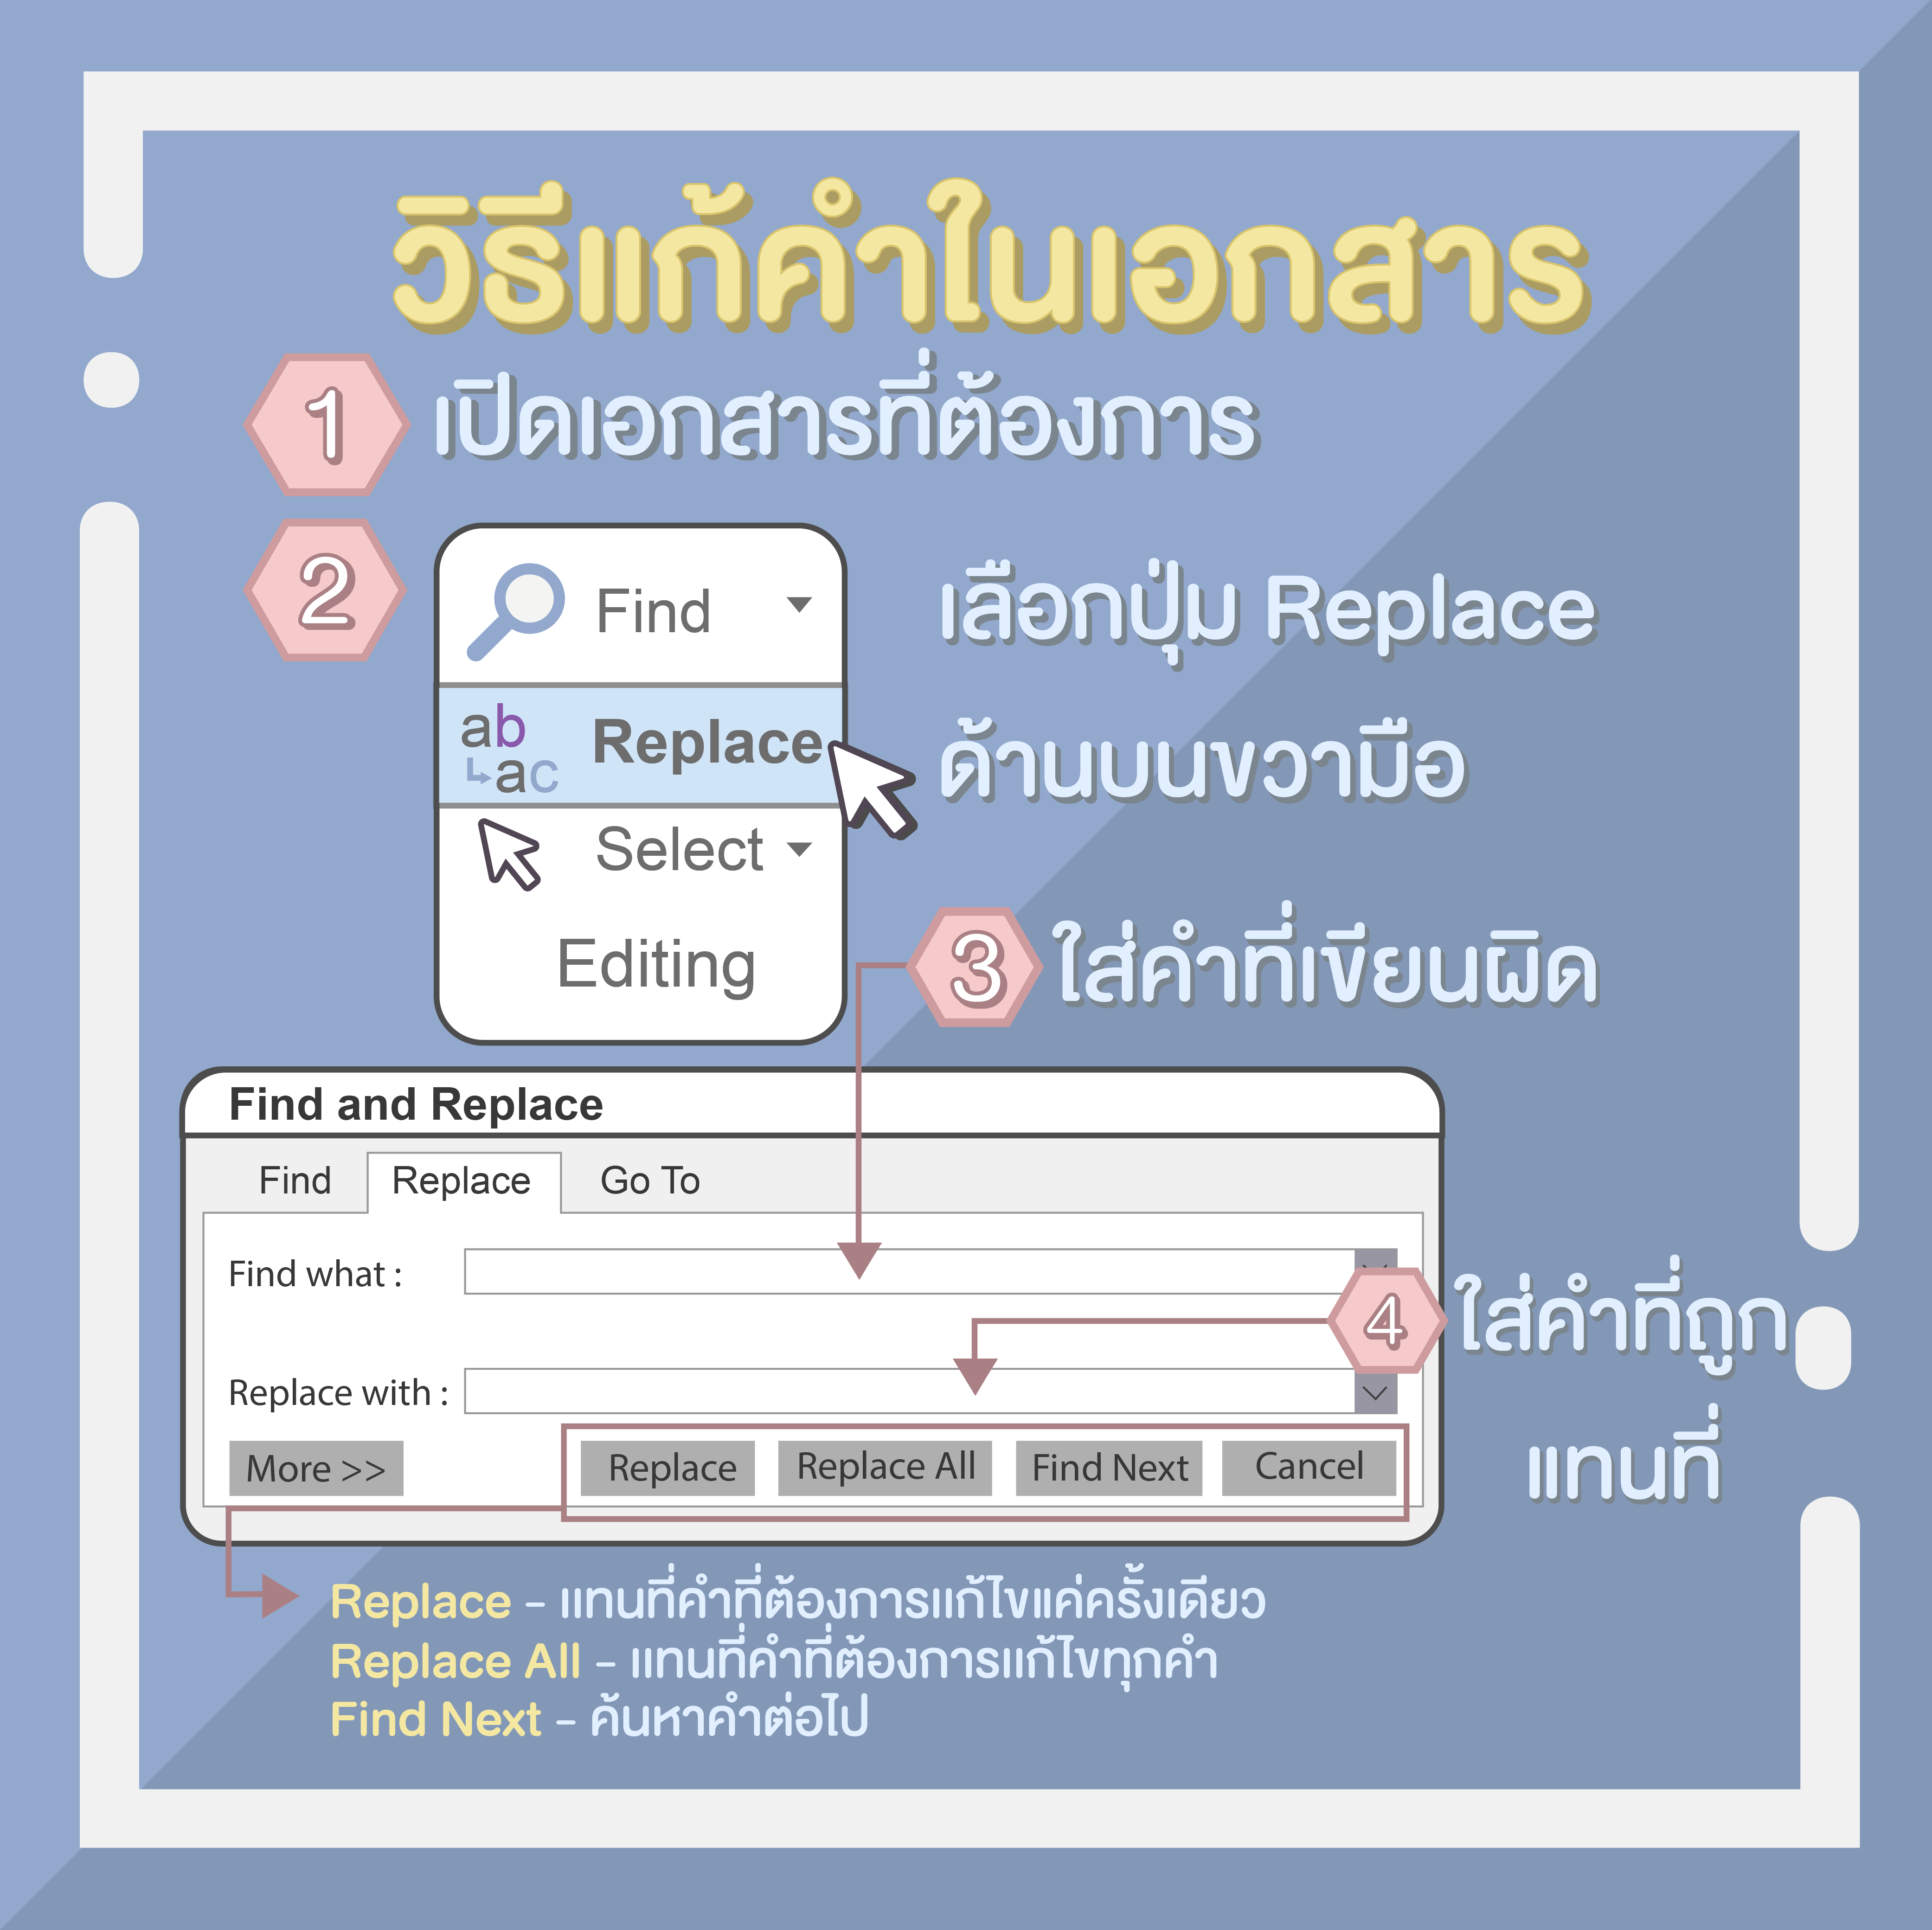 วิธีแก้คำในเอกสาร
1 เปิดเอกสารที่ต้องการ
2
Find
ab
ac
Replace
Select
Editing
เลือกปุ่ม Replace
ด้านบนขวามือ
3 ใส่คำที่เขียนผิด
Find and Replace
Find Replace Go To
Find what :
4 ใส่คำที่ถูก
แทนที่
Replace with :
More >> Replace Replace All Find Next Cancel
Replace – แทนที่คำที่ต้องการแก้ไขแค่ครั้งเดียว
Replace All – แทนที่คำที่ต้องการแก้ไขทุกคำ
Find Next – ค้นหาคำต่อไป